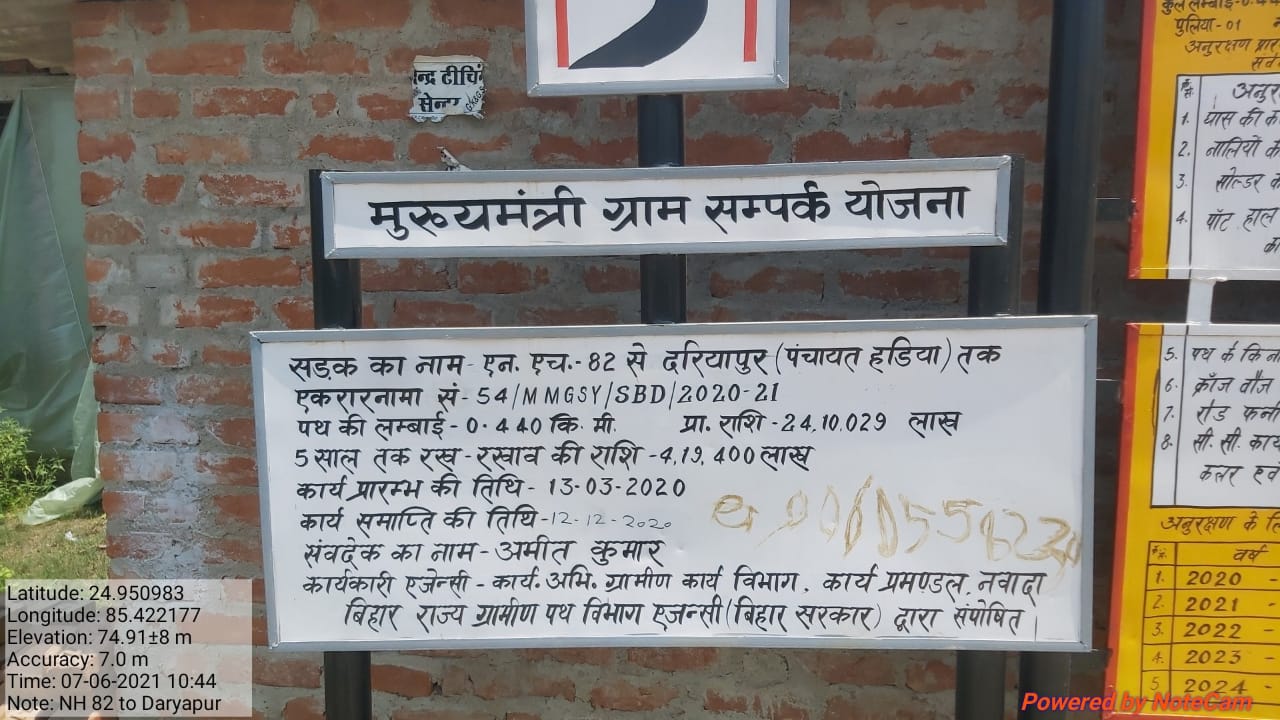 न्द्र टीचिं
सेन्टर
मुख्यमंत्री ग्राम सम्पर्क योजना
सड़क का नाम - एन. एच.- 82 से दरियापुर (पंचायत हडिया) तक
एकरारनामा सं - 54/MMGSY/SBD/2020-21
पथ की लम्बाई - 0.440 कि. मी. प्रा. राशि - 24,10,029 लाख
5 साल तक रख - रखाव की राशि - 4,19,400 लाख
कार्य प्रारम्भ की तिथि - 13-03-2020
कार्य समाप्ति की तिथि - 12-12-2020
संवदेक का नाम - अमीत कुमार
कार्यकारी एजेन्सी - कार्य. अभि. ग्रामीण कार्य विभाग, कार्य प्रमण्डल, नवादा
बिहार राज्य ग्रामीण पथ विभाग एजन्सी (बिहार सरकार) द्वारा संपोषित।
पुलिया - 01
अनुरक्षण
क्र. सं.
1. घास की
2. नालियों
3. सोल्डर
4. पॉट हाल
5. पथ के
6. क्रॉज
7. रोड
8. सी. सी. कार्य
कलर
अनुरक्षण के
वर्ष
1. 2020 -
2. 2021 -
3. 2022 -
4. 2023 -
5 2024 -
Latitude: 24.950983
Longitude: 85.422177
Elevation: 74.91±8 m
Accuracy: 7.0 m
Time: 07-06-2021 10:44
Note: NH 82 to Daryapur
Powered by NoteCam